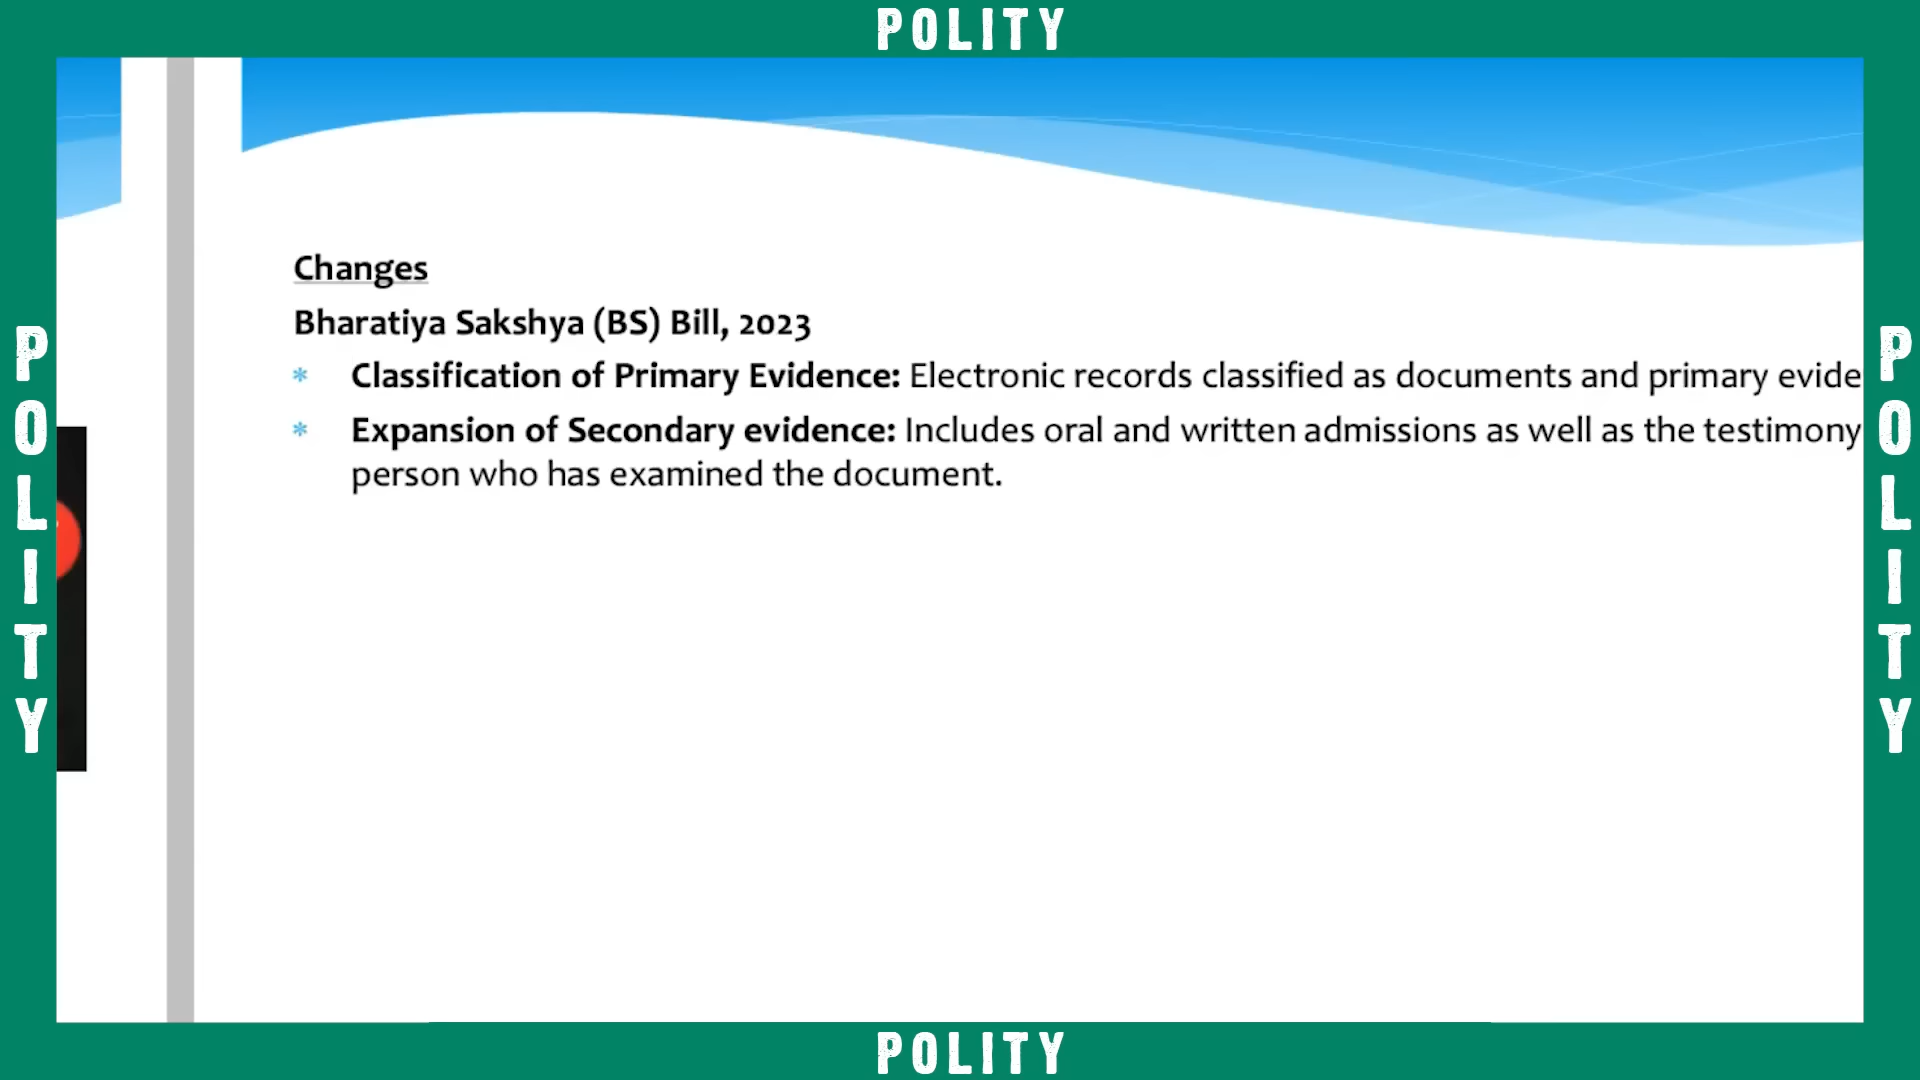 POLITY
POLITY
Changes
Bharatiya Sakshya (BS) Bill, 2023
* Classification of Primary Evidence: Electronic records classified as documents and primary evide
* Expansion of Secondary evidence: Includes oral and written admissions as well as the testimony
person who has examined the document.
POLITY
POLITY